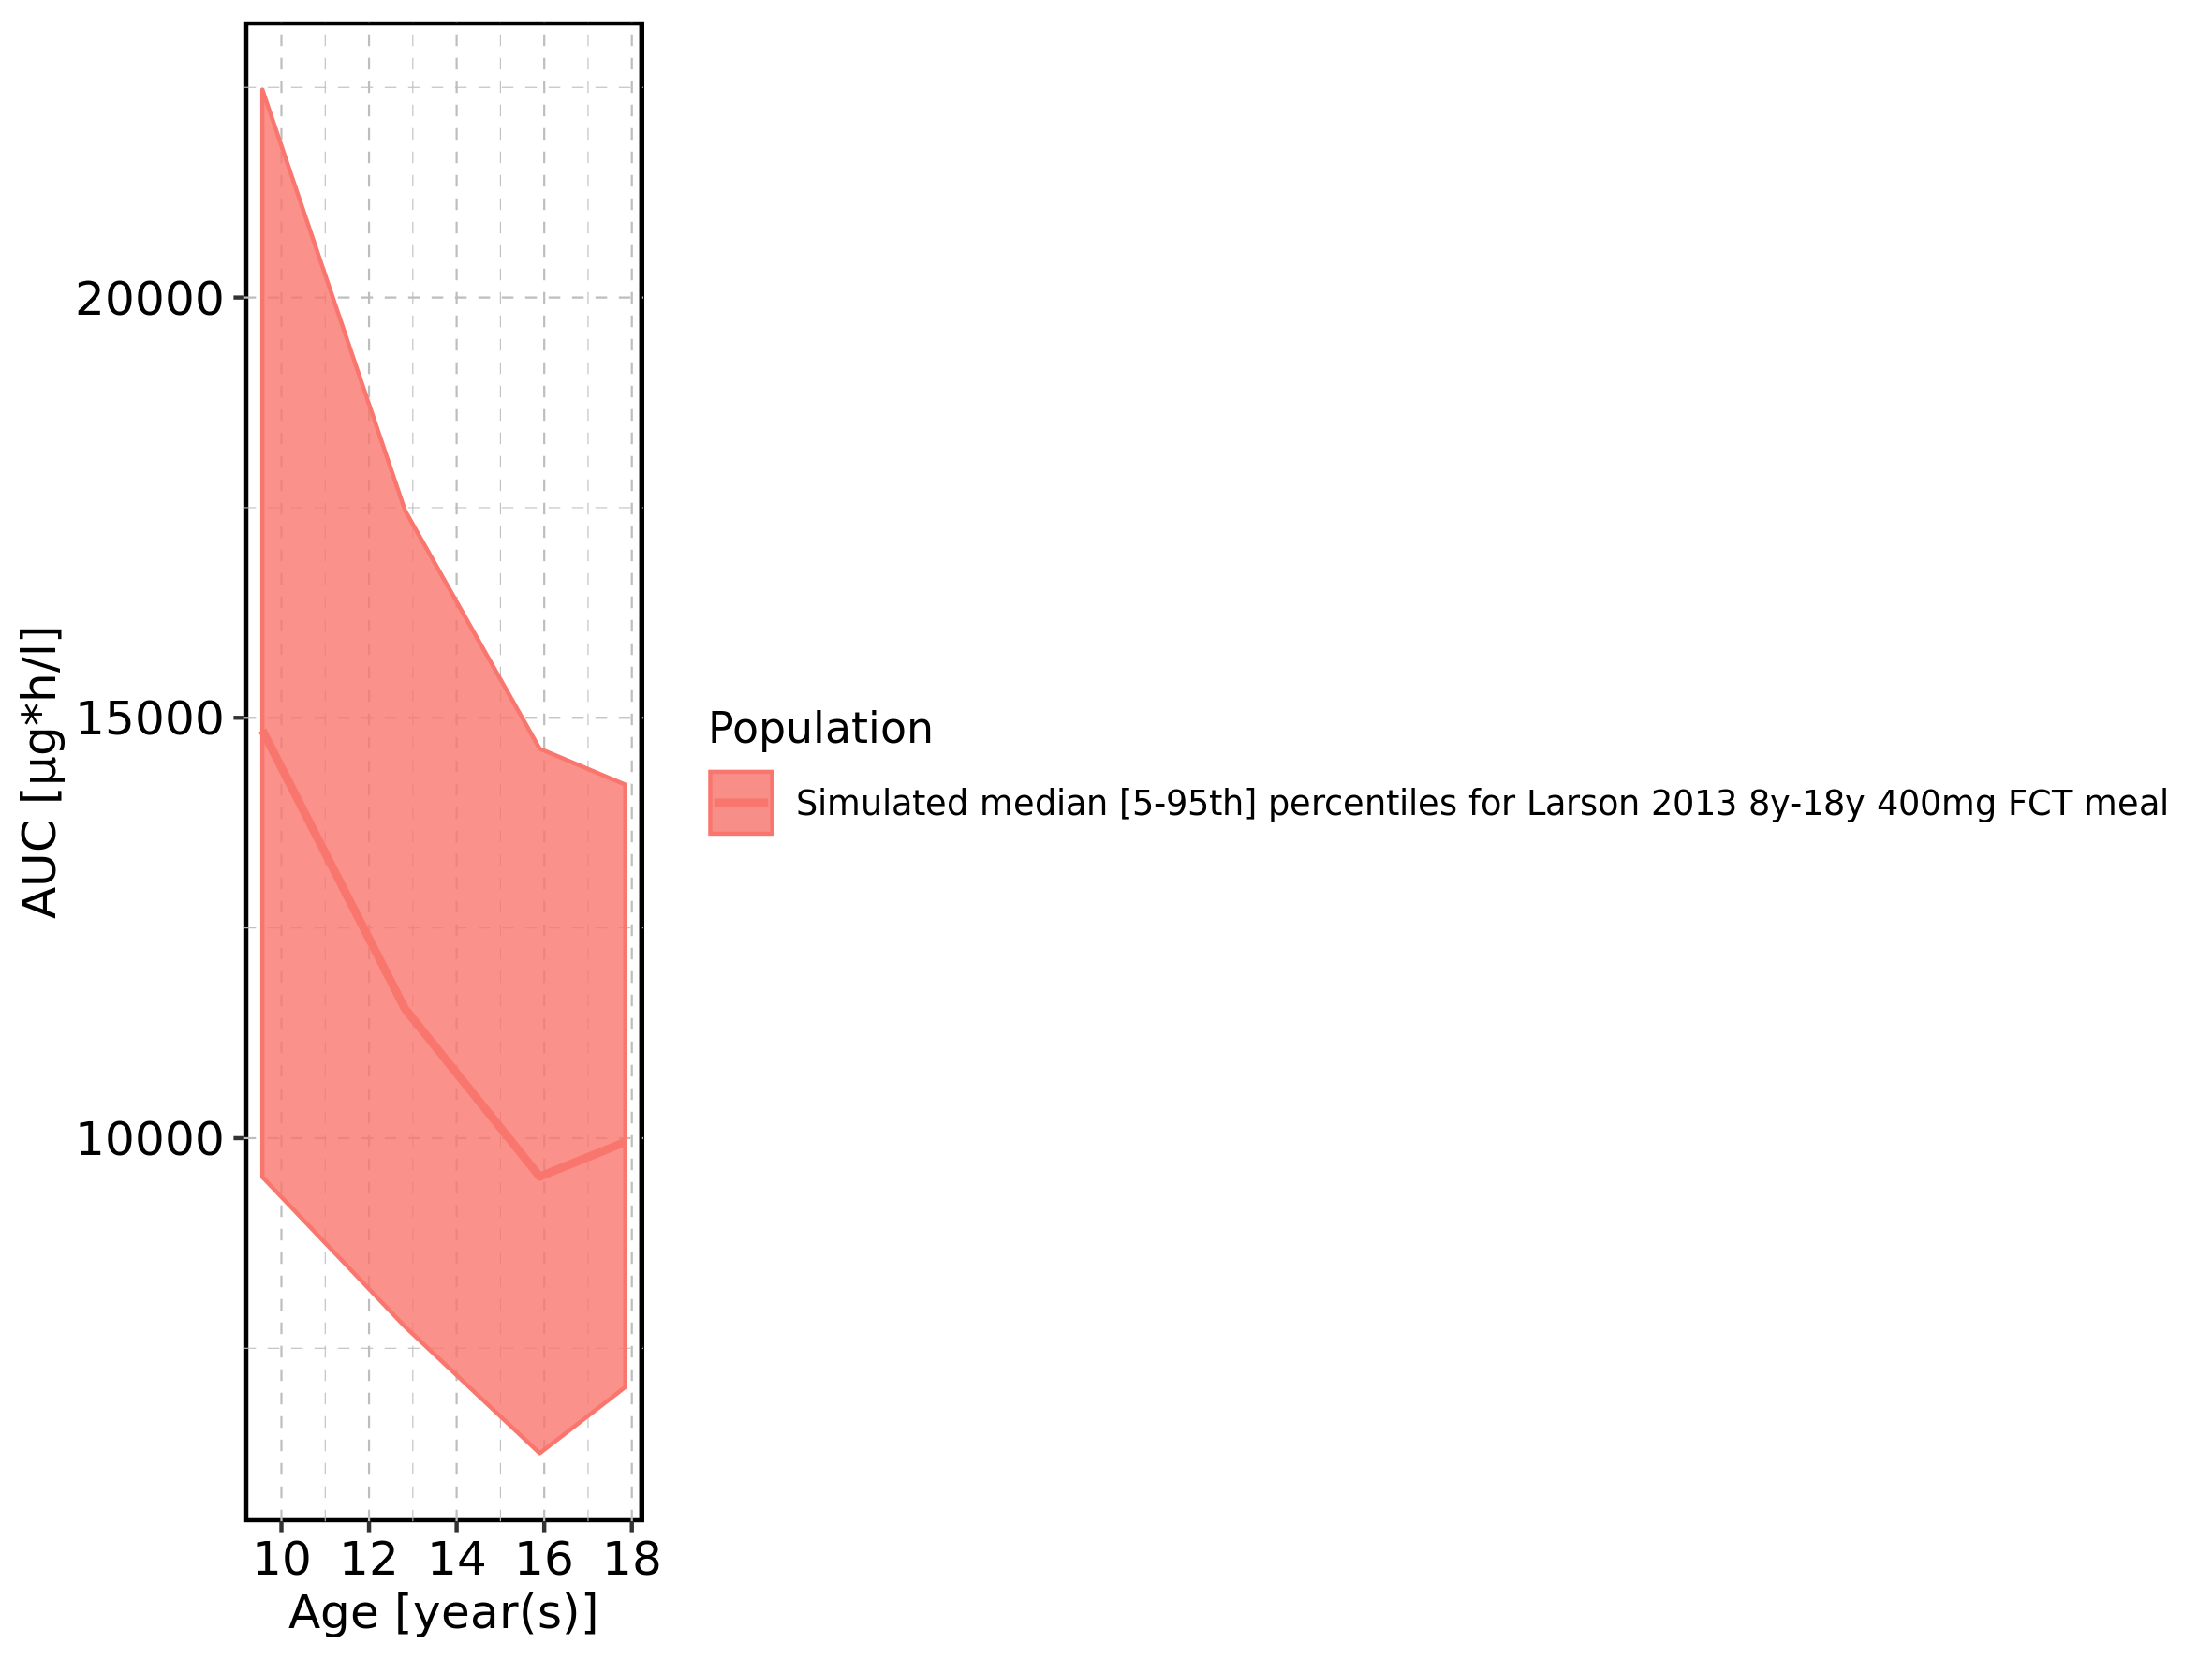 20000
15000
10000
AUC [µg*h/l]
10 12 14 16 18
Age [year(s)]
Population
Simulated median [5-95th] percentiles for Larson 2013 8y-18y 400mg FCT meal